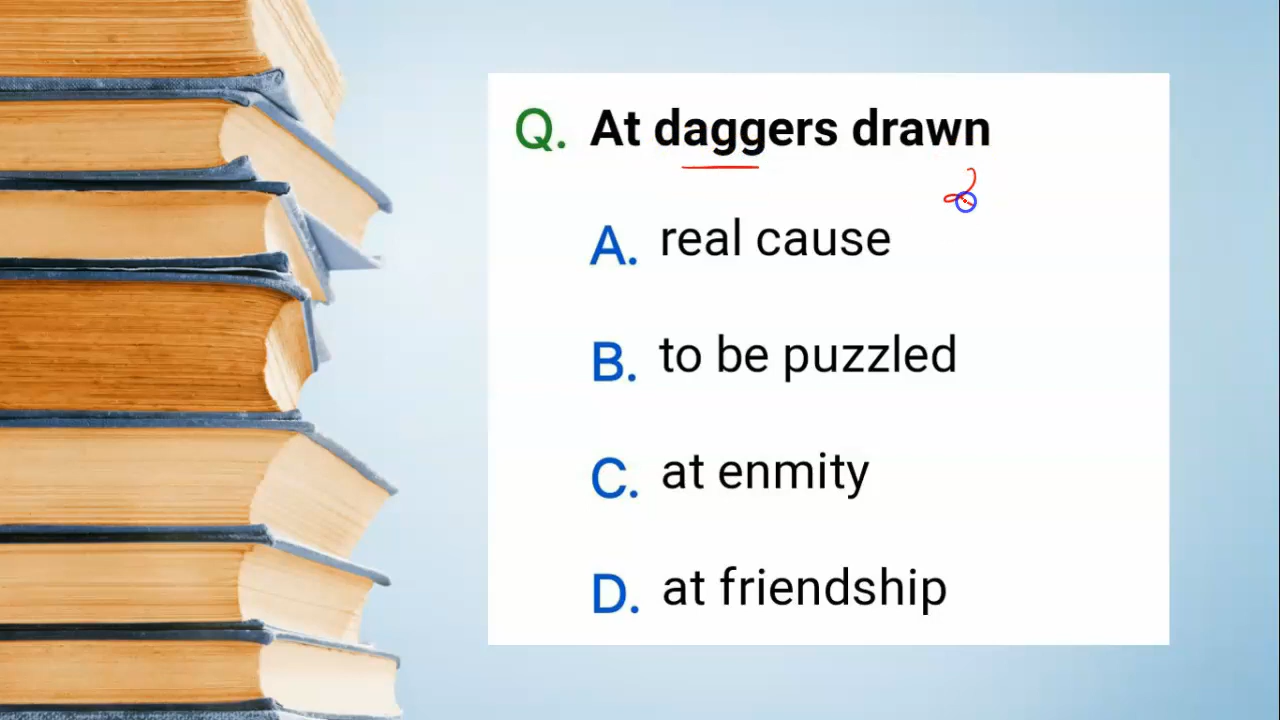 Q. At daggers drawn
A. real cause
B. to be puzzled
C. at enmity
D. at friendship